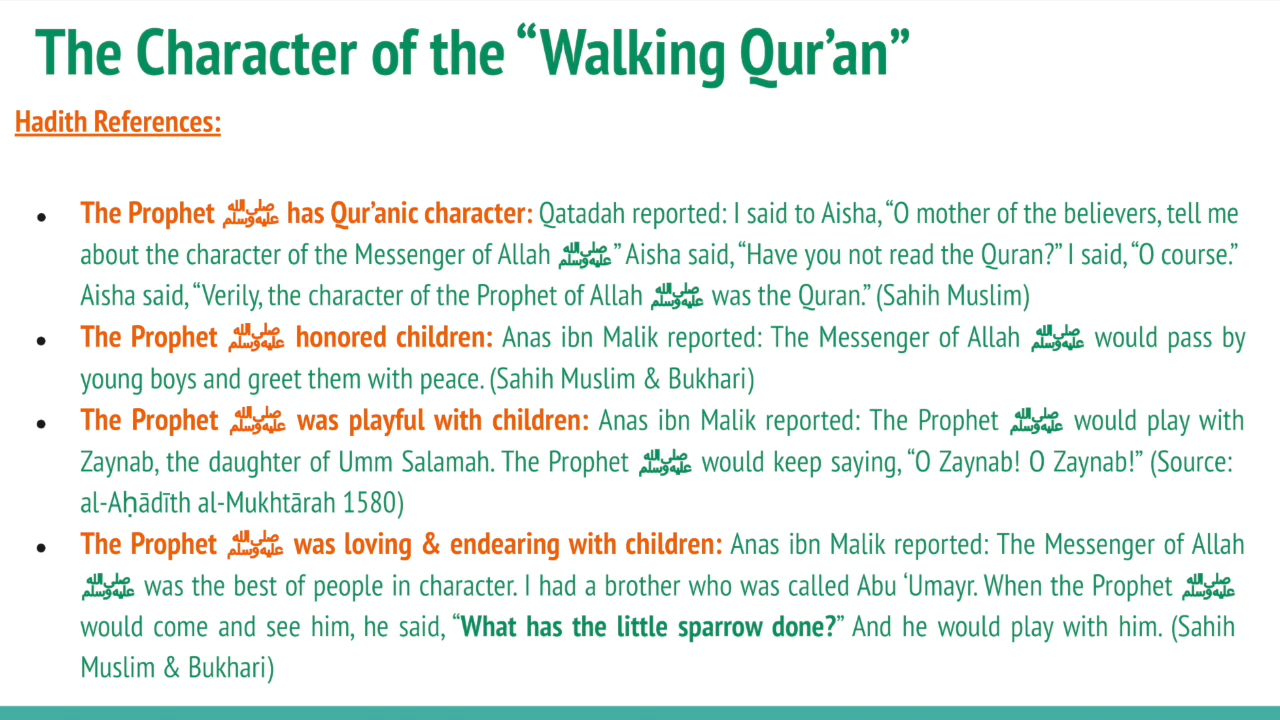 The Character of the “Walking Qur’an”
Hadith References:
● The Prophet ﷺ has Qur’anic character: Qatadah reported: I said to Aisha, “O mother of the believers, tell me
about the character of the Messenger of Allah ﷺ” Aisha said, “Have you not read the Quran?” I said, “O course.”
Aisha said, “Verily, the character of the Prophet of Allah ﷺ was the Quran.” (Sahih Muslim)
● The Prophet ﷺ honored children: Anas ibn Malik reported: The Messenger of Allah ﷺ would pass by
young boys and greet them with peace. (Sahih Muslim & Bukhari)
● The Prophet ﷺ was playful with children: Anas ibn Malik reported: The Prophet ﷺ would play with
Zaynab, the daughter of Umm Salamah. The Prophet ﷺ would keep saying, “O Zaynab! O Zaynab!” (Source:
al-Aḥādīth al-Mukhtārah 1580)
● The Prophet ﷺ was loving & endearing with children: Anas ibn Malik reported: The Messenger of Allah
ﷺ was the best of people in character. I had a brother who was called Abu ‘Umayr. When the Prophet ﷺ
would come and see him, he said, “What has the little sparrow done?” And he would play with him. (Sahih
Muslim & Bukhari)